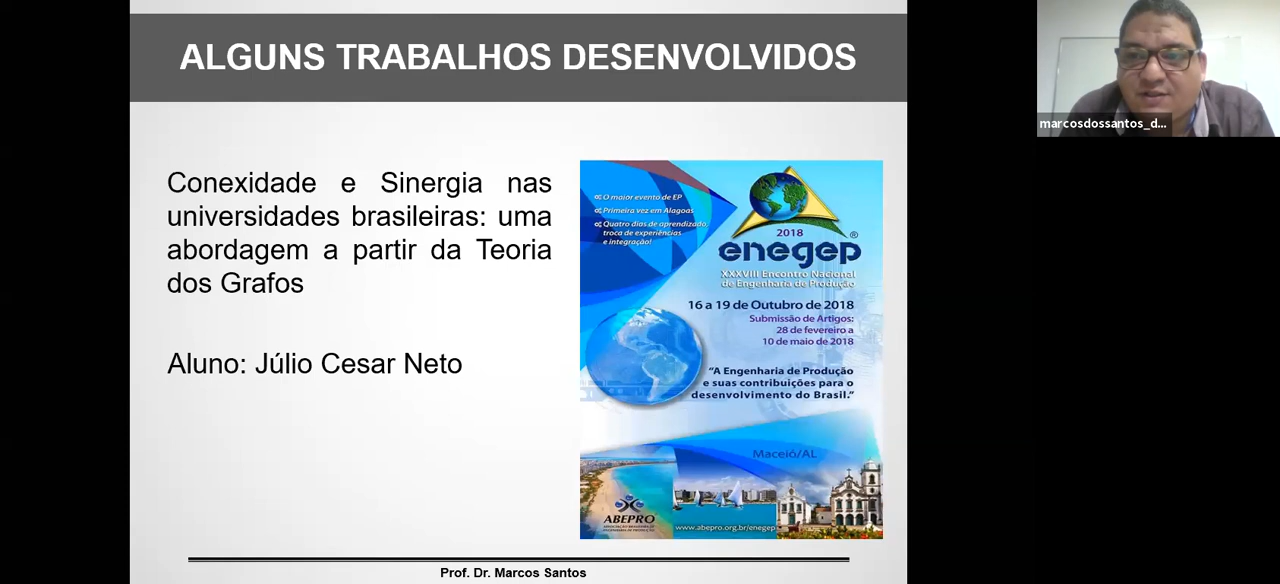 ALGUNS TRABALHOS DESENVOLVIDOS
marcosdossantos_d...
Conexidade e Sinergia nas
universidades brasileiras: uma
abordagem a partir da Teoria
dos Grafos
Aluno: Júlio Cesar Neto
O maior evento de EP
Primeira vez em Alagoas
Quatro dias de aprendizado,
troca de experiências
e integração!
2018
enegep
XXXVIII Encontro Nacional
de Engenharia de Produção
16 a 19 de Outubro de 2018
Submissão de Artigos:
28 de fevereiro a
10 de maio de 2018
“A Engenharia de Produção
e suas contribuições para o
desenvolvimento do Brasil.”
Maceió/AL
ABEPRO
www.abepro.org.br/enegep
Prof. Dr. Marcos Santos